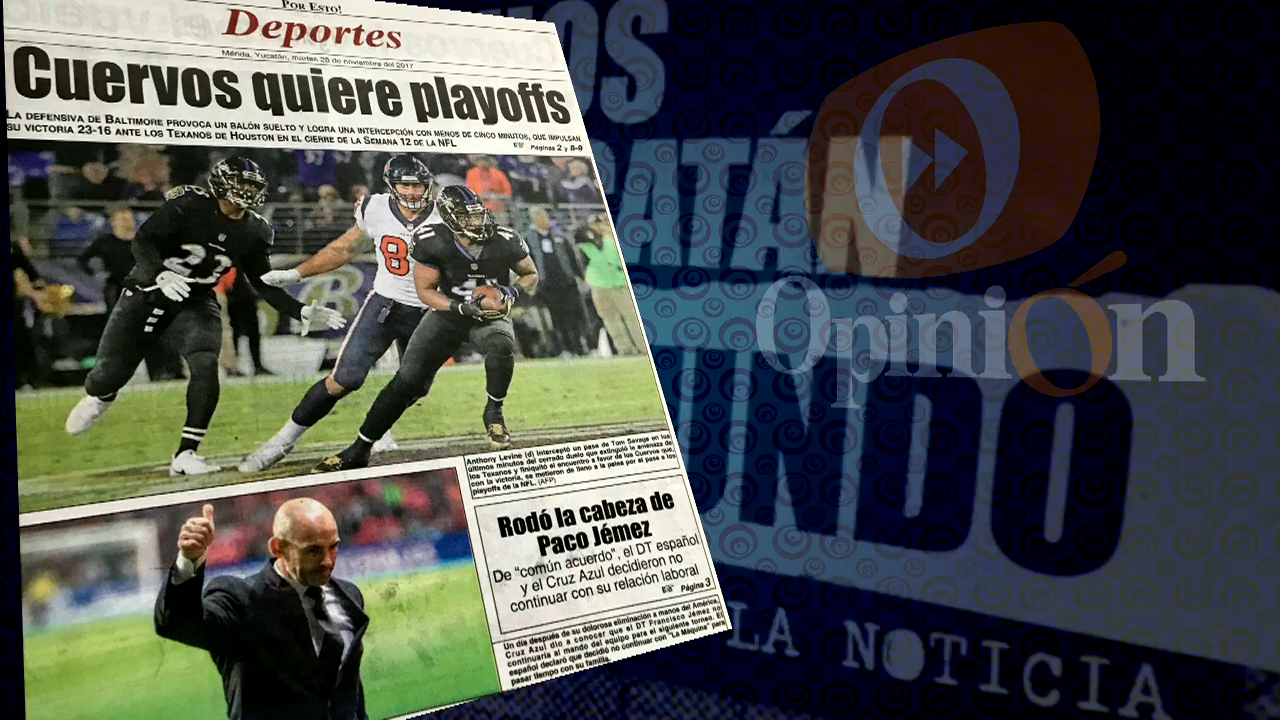 POR ESTO!
Deportes
Mérida, Yucatán, martes 28 de noviembre del 2017
Cuervos quiere playoffs
LA DEFENSIVA DE BALTIMORE PROVOCA UN BALÓN SUELTO Y LOGRA UNA INTERCEPCIÓN CON MENOS DE CINCO MINUTOS, QUE IMPULSAN
SU VICTORIA 23-16 ANTE LOS TEXANOS DE HOUSTON EN EL CIERRE DE LA SEMANA 12 DE LA NFL
Páginas 2 y 8-9
21
8
41
Anthony Levine (d) interceptó un pase de Tom Savage en los
últimos minutos del cerrado duelo que extinguió la amenaza de
los Texanos y finiquitó el encuentro a favor de los Cuervos que,
con la victoria, se metieron de lleno a la pelea por el pase a los
playoffs de la NFL. (AFP)
Rodó la cabeza de
Paco Jémez
De "común acuerdo", el DT español
y el Cruz Azul decidieron no
continuar con su relación laboral
Página 3
Un día después de su dolorosa eliminación a manos del América,
Cruz Azul dio a conocer que el DT Francisco Jémez no
continuaría al mando del equipo para el siguiente torneo. El
español declaró que decidió no continuar con "La Máquina" para
pasar tiempo con su familia.
OS
ATÁN
UNDO
LA NOTICIA
O
Opinión